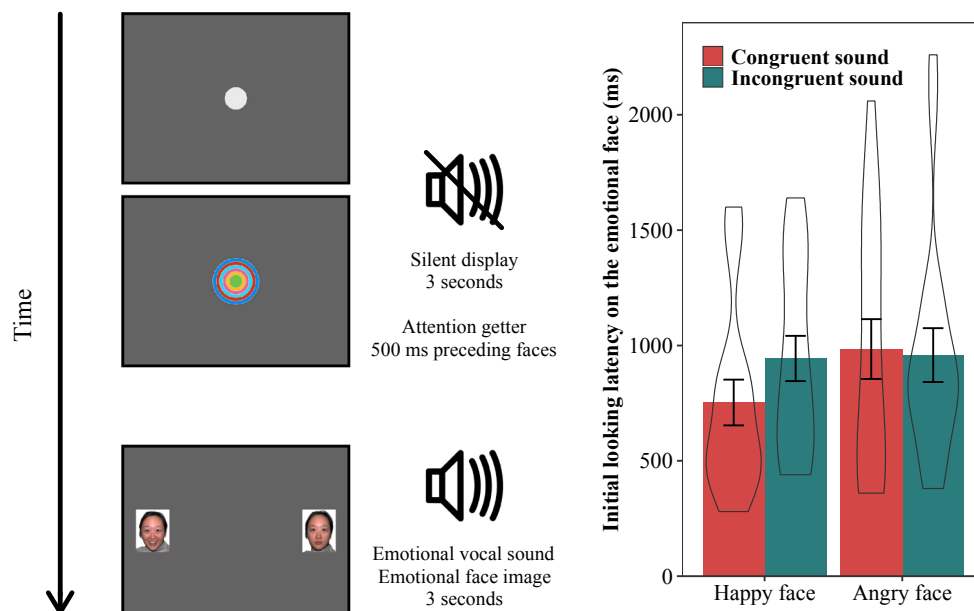 Time
Silent display
3 seconds
Attention getter
500 ms preceding faces
Emotional vocal sound
Emotional face image
3 seconds
Initial looking latency on the emotional face (ms)
Congruent sound
Incongruent sound
2000
1500
1000
500
0
Happy face
Angry face